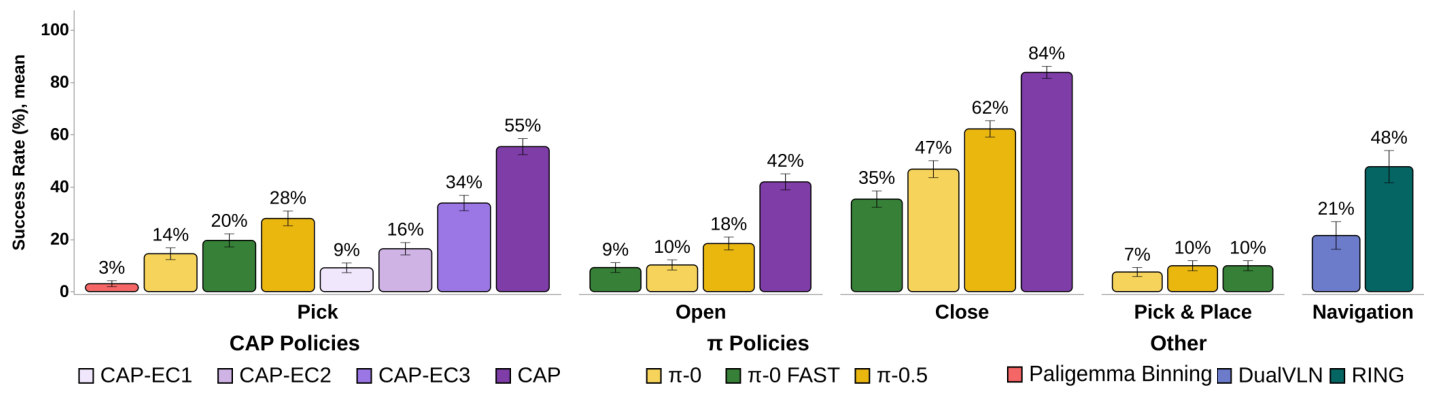 Success Rate (%), mean
100
80
60
40
20
0
3%
14%
20%
28%
9%
16%
34%
55%
9%
10%
18%
42%
35%
47%
62%
84%
7%
10%
10%
21%
48%
Pick
Open
Close
Pick & Place
Navigation
CAP Policies
π Policies
Other
CAP-EC1
CAP-EC2
CAP-EC3
CAP
π-0
π-0 FAST
π-0.5
Paligemma Binning
DualVLN
RING